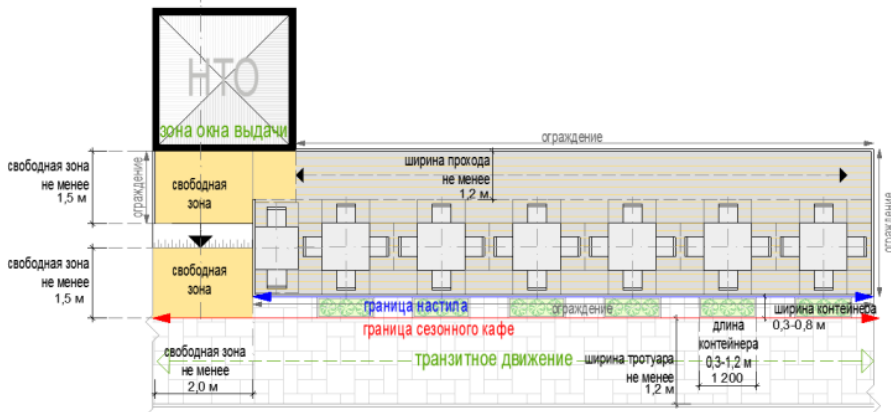 НТО
зона окна выдачи
ограждение
свободная зона
не менее
1,5 м
ограждение
свободная
зона
ширина прохода
не менее
1,2 м
ограждение
свободная зона
не менее
1,5 м
свободная
зона
граница настила
ограждение
ширина контейнера
0,3-0,8 м
граница сезонного кафе
свободная зона
не менее
2,0 м
транзитное движение
ширина тротуара
не менее
1,2 м
длина
контейнера
0,3-1,2 м
1 200